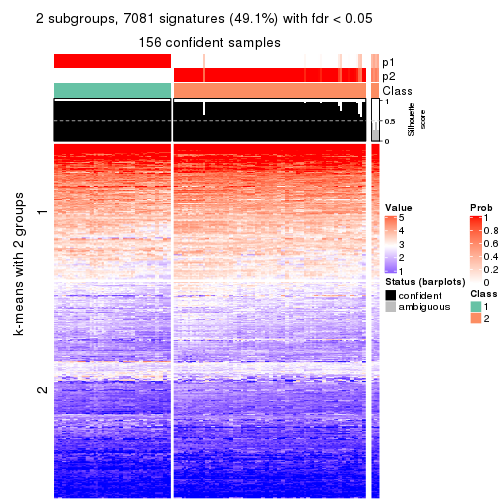 2 subgroups, 7081 signatures (49.1%) with fdr < 0.05
156 confident samples
p1
p2
Class
1
0.5
0
Silhouette
score
k-means with 2 groups
1
2
Value
5
4
3
2
1
Status (barplots)
confident
ambiguous
Prob
1
0.8
0.6
0.4
0.2
0
Class
1
2